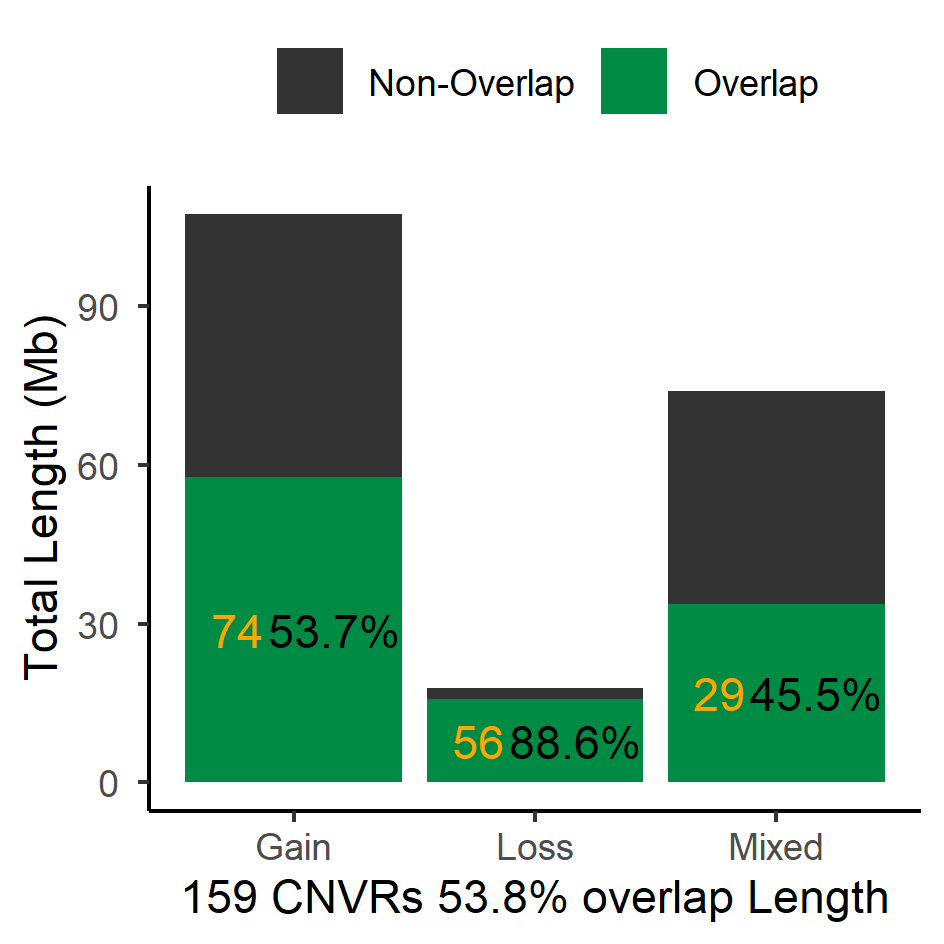 Non-Overlap Overlap
Total Length (Mb)
90
60
30
0
74 53.7%
56 88.6%
29 45.5%
Gain Loss Mixed
159 CNVRs 53.8% overlap Length